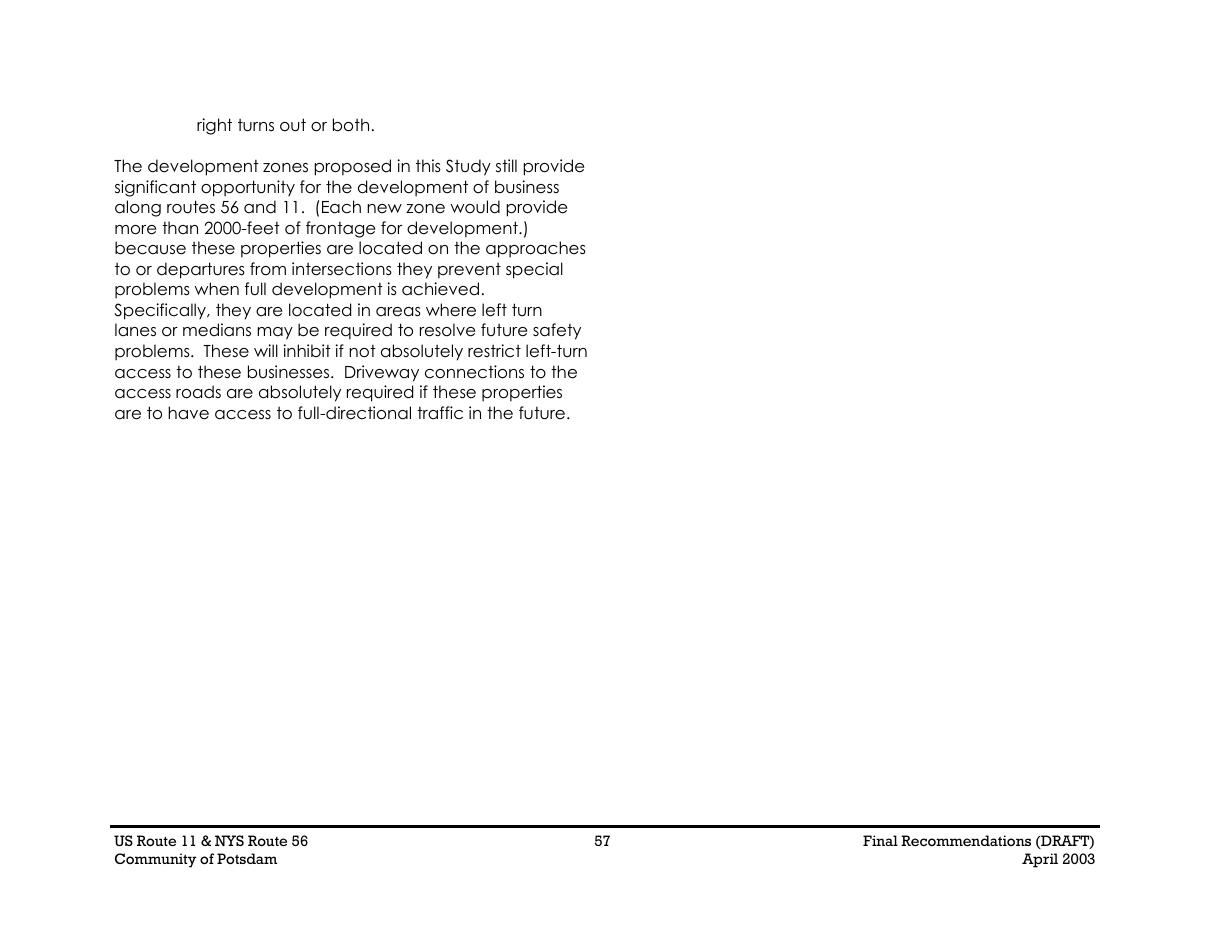 right turns out or both.
The development zones proposed in this Study still provide
significant opportunity for the development of business
along routes 56 and 11.  (Each new zone would provide
more than 2000-feet of frontage for development.)
because these properties are located on the approaches
to or departures from intersections they prevent special
problems when full development is achieved.
Specifically, they are located in areas where left turn
lanes or medians may be required to resolve future safety
problems.  These will inhibit if not absolutely restrict left-turn
access to these businesses.  Driveway connections to the
access roads are absolutely required if these properties
are to have access to full-directional traffic in the future.
US Route 11 & NYS Route 56
Community of Potsdam
57
Final Recommendations (DRAFT)
April 2003